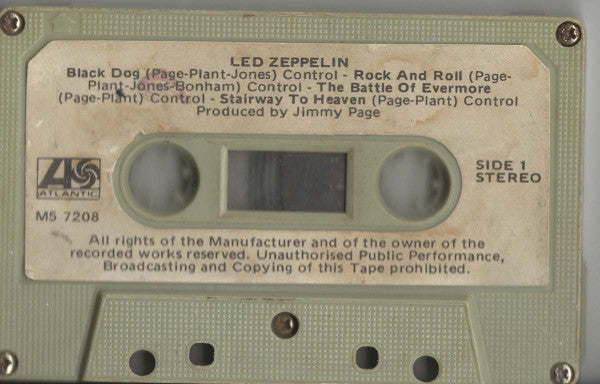 LED ZEPPELIN
Black Dog (Page-Plant-Jones) Control - Rock And Roll (Page-
Plant-Jones-Bonham) Control - The Battle Of Evermore
(Page-Plant) Control - Stairway To Heaven (Page-Plant) Control
Produced by Jimmy Page
SIDE 1
STEREO
ATLANTIC
M5 7208
All rights of the Manufacturer and of the owner of the
recorded works reserved. Unauthorised Public Performance,
Broadcasting and Copying of this Tape prohibited.